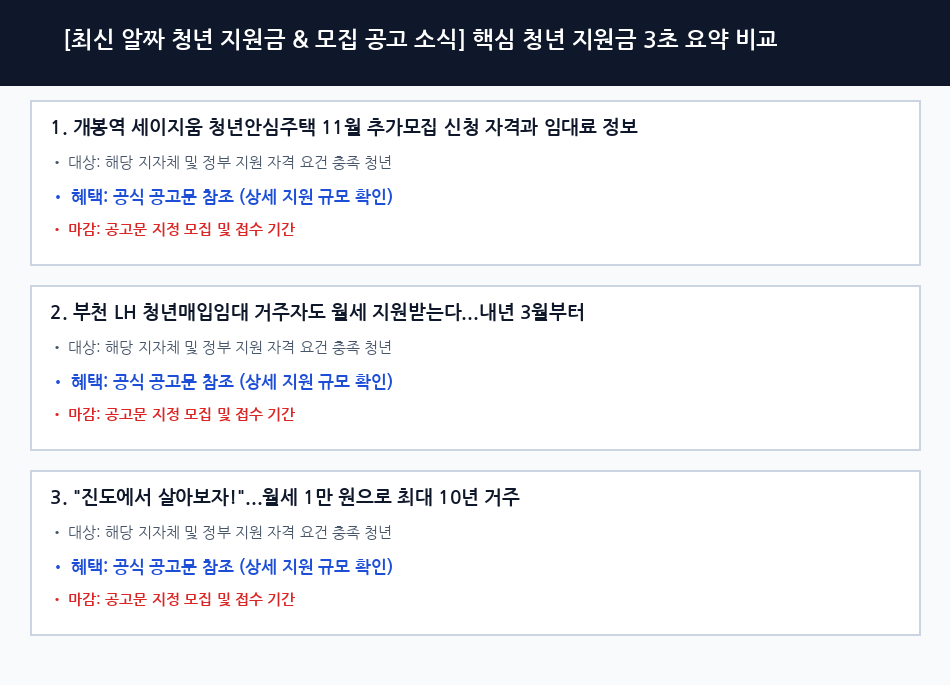 [최신 알짜 청년 지원금 & 모집 공고 소식] 핵심 청년 지원금 3초 요약 비교
1. 개봉역 세이지움 청년안심주택 11월 추가모집 신청 자격과 임대료 정보
• 대상: 해당 지자체 및 정부 지원 자격 요건 충족 청년
• 혜택: 공식 공고문 참조 (상세 지원 규모 확인)
• 마감: 공고문 지정 모집 및 접수 기간
2. 부천 LH 청년매입임대 거주자도 월세 지원받는다...내년 3월부터
• 대상: 해당 지자체 및 정부 지원 자격 요건 충족 청년
• 혜택: 공식 공고문 참조 (상세 지원 규모 확인)
• 마감: 공고문 지정 모집 및 접수 기간
3. "진도에서 살아보자!"...월세 1만 원으로 최대 10년 거주
• 대상: 해당 지자체 및 정부 지원 자격 요건 충족 청년
• 혜택: 공식 공고문 참조 (상세 지원 규모 확인)
• 마감: 공고문 지정 모집 및 접수 기간